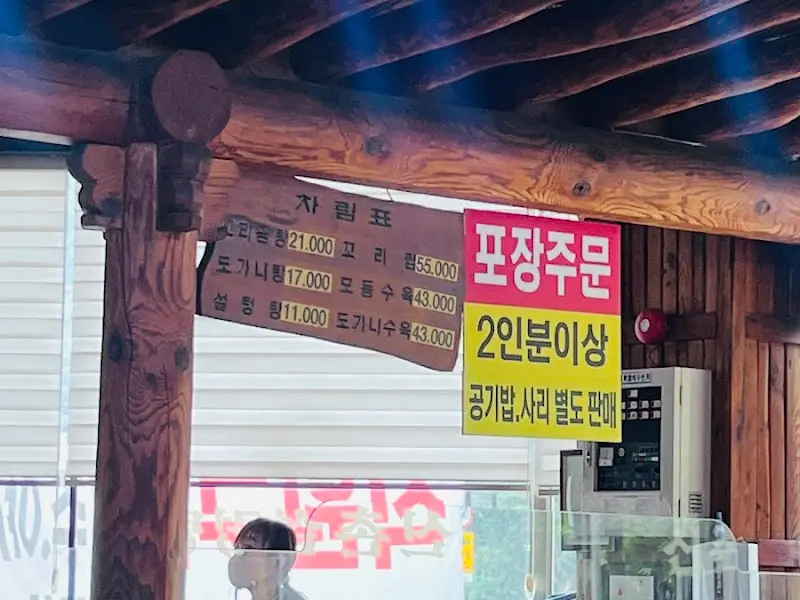 차림표
꼬리곰탕 21.000 꼬리찜 55.000
도가니탕 17.000 모듬수육 43.000
설렁탕 11.000 도가니수육 43.000
포장주문
2인분이상
공기밥.사리 별도 판매